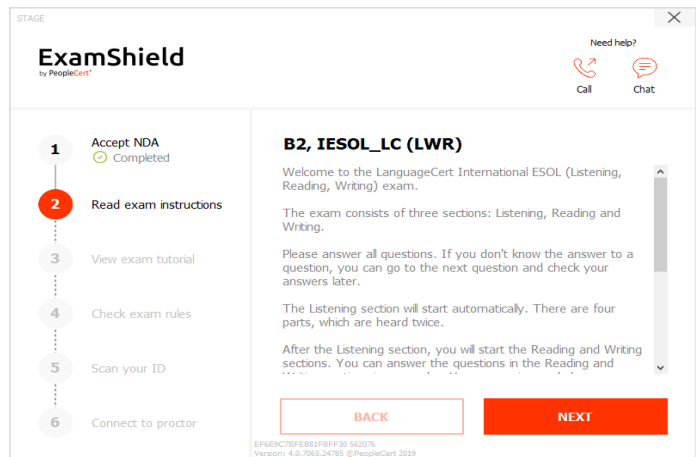 STAGE
ExamShield
by PeopleCert
Need help?
Call
Chat
1
Accept NDA
Completed
2
Read exam instructions
3
View exam tutorial
4
Check exam rules
5
Scan your ID
6
Connect to proctor
B2, IESOL_LC (LWR)
Welcome to the LanguageCert International ESOL (Listening,
Reading, Writing) exam.
The exam consists of three sections: Listening, Reading and
Writing.
Please answer all questions. If you don't know the answer to a
question, you can go to the next question and check your
answers later.
The Listening section will start automatically. There are four
parts, which are heard twice.
After the Listening section, you will start the Reading and Writing
sections. You can answer the questions in the Reading and
BACK
NEXT
Version: 4.0.7065.24785 ©PeopleCert 2019